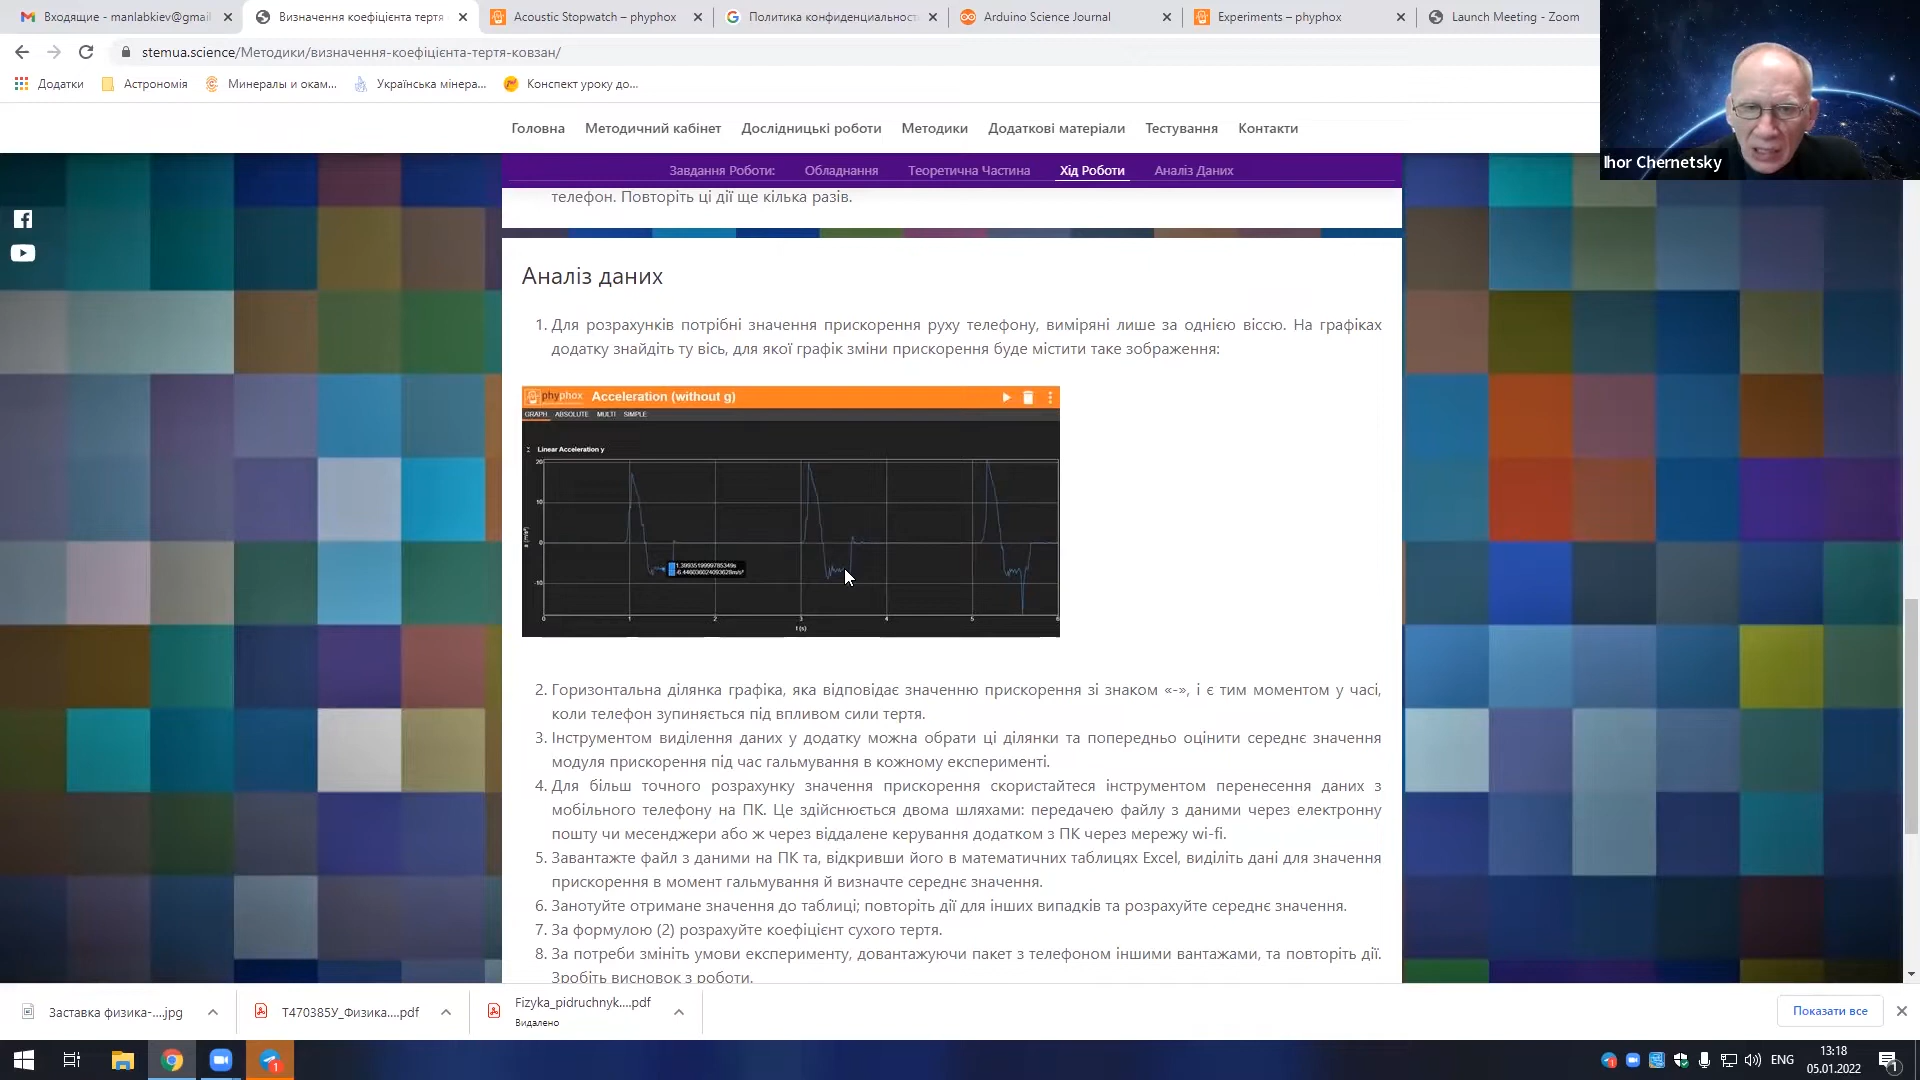 Входящие - manlabkiev@gmail
Визначення коефіцієнта тертя
Acoustic Stopwatch – phyphox
Политика конфиденциальност
Arduino Science Journal
Experiments – phyphox
Launch Meeting - Zoom
stemua.science/Методики/визначення-коефіцієнта-тертя-ковзан/
Додатки
Астрономія
Минералы и окам...
Українська мінера...
Конспект уроку до...
Головна Методичний кабінет Дослідницькі роботи Методики Додаткові матеріали Тестування Контакти
Ihor Chernetsky
Завдання Роботи: Обладнання Теоретична Частина Хід Роботи Аналіз Даних
телефон. Повторіть ці дії ще кілька разів.
Аналіз даних
1. Для розрахунків потрібні значення прискорення руху телефону, виміряні лише за однією віссю. На графіках
додатку знайдіть ту вісь, для якої графік зміни прискорення буде містити таке зображення:
phyphox Acceleration (without g)
GRAPH ABSOLUTE MULTI SIMPLE
Linear Acceleration y
20
10
0
-10
a (m/s²)
0 1 2 3 4 5 6
t (s)
2. Горизонтальна ділянка графіка, яка відповідає значенню прискорення зі знаком «-», і є тим моментом у часі,
коли телефон зупиняється під впливом сили тертя.
3. Інструментом виділення даних у додатку можна обрати ці ділянки та попередньо оцінити середнє значення
модуля прискорення під час гальмування в кожному експерименті.
4. Для більш точного розрахунку значення прискорення скористайтеся інструментом перенесення даних з
мобільного телефону на ПК. Це здійснюється двома шляхами: передачею файлу з даними через електронну
пошту чи месенджери або ж через віддалене керування додатком з ПК через мережу wi-fi.
5. Завантажте файл з даними на ПК та, відкривши його в математичних таблицях Excel, виділіть дані для значення
прискорення в момент гальмування й визначте середнє значення.
6. Занотуйте отримане значення до таблиці; повторіть дії для інших випадків та розрахуйте середнє значення.
7. За формулою (2) розрахуйте коефіцієнт сухого тертя.
8. За потреби змініть умови експерименту, довантажуючи пакет з телефоном іншими вантажами, та повторіть дії.
Зробіть висновок з роботи.
Заставка физика-....jpg
Т470385У_Физика....pdf
Fizyka_pidruchnyk....pdf
Видалено
Показати все
ENG
13:18
05.01.2022